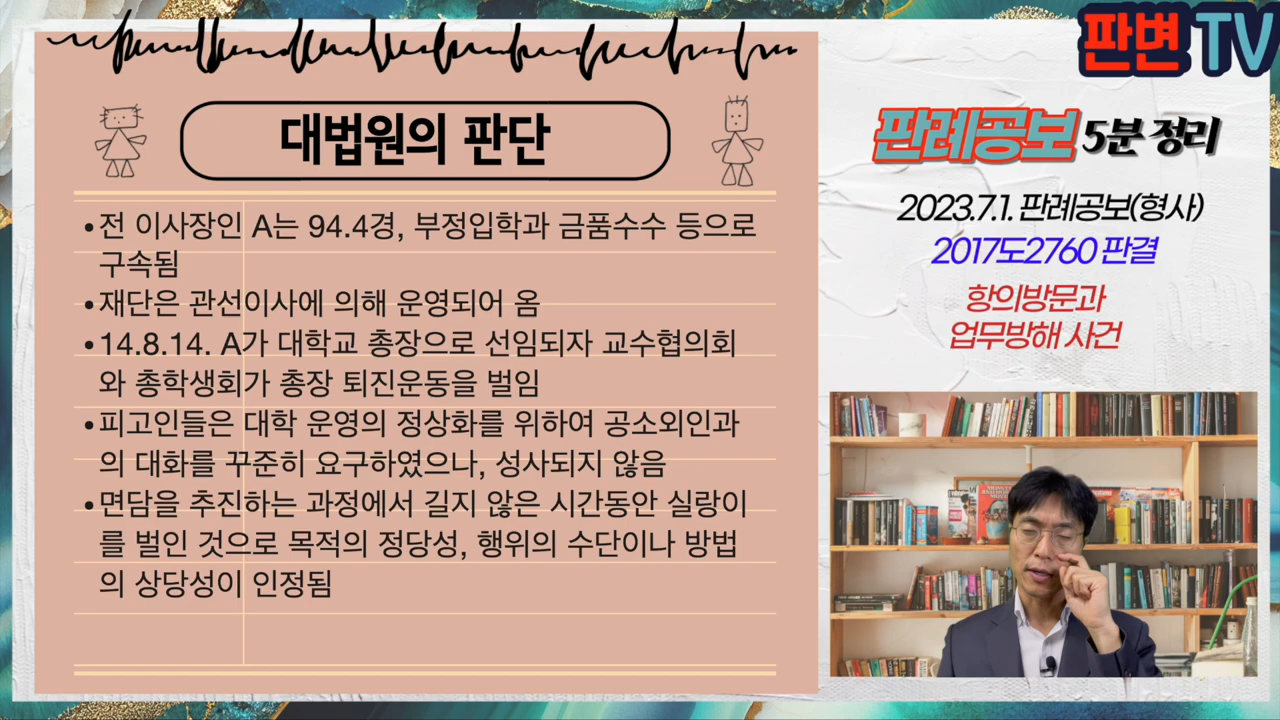 판변 TV
대법원의 판단
• 전 이사장인 A는 94.4경, 부정입학과 금품수수 등으로
구속됨
• 재단은 관선이사에 의해 운영되어 옴
• 14.8.14. A가 대학교 총장으로 선임되자 교수협의회
와 총학생회가 총장 퇴진운동을 벌임
• 피고인들은 대학 운영의 정상화를 위하여 공소외인과
의 대화를 꾸준히 요구하였으나, 성사되지 않음
• 면담을 추진하는 과정에서 길지 않은 시간동안 실랑이
를 벌인 것으로 목적의 정당성, 행위의 수단이나 방법
의 상당성이 인정됨
판례공보 5분 정리
2023.7.1. 판례공보(형사)
2017도2760 판결
항의방문과
업무방해 사건